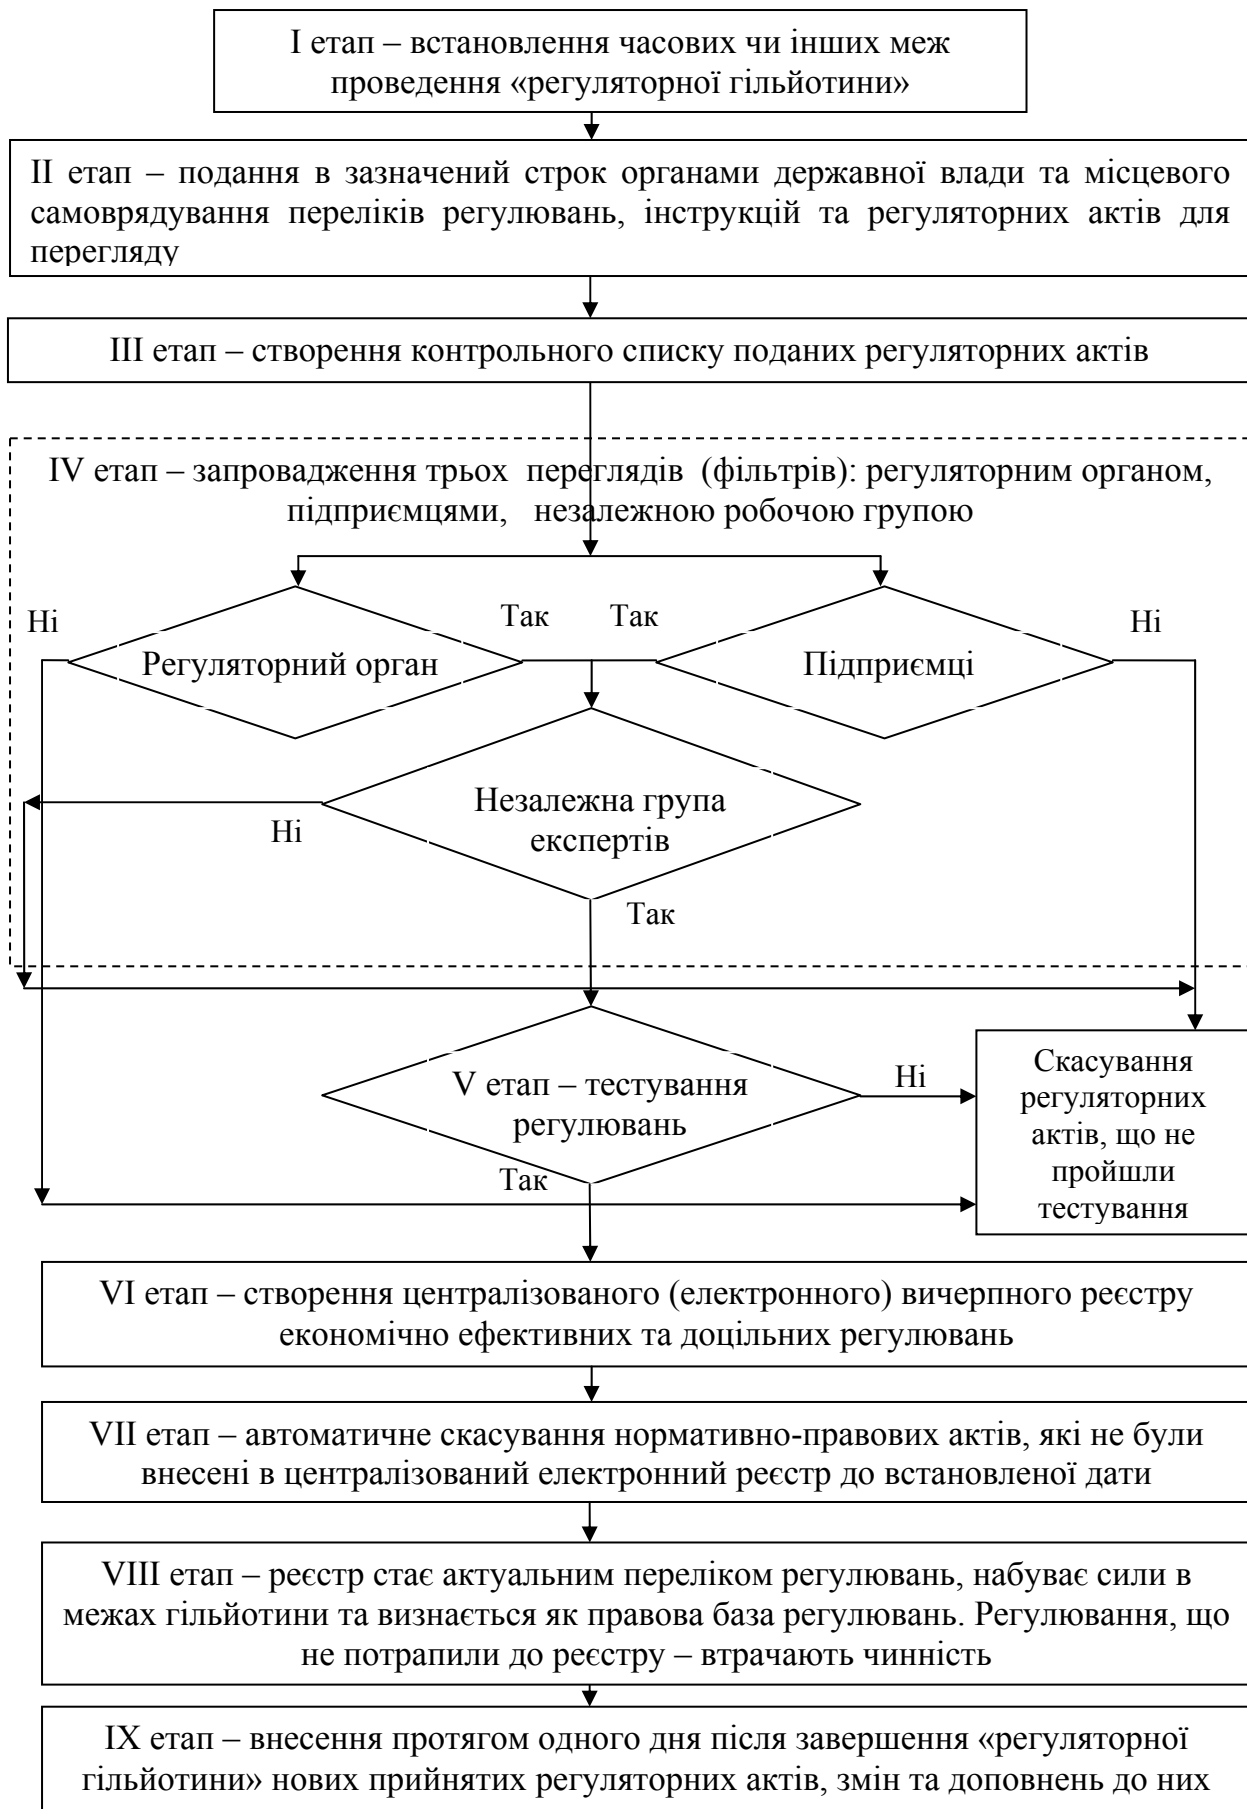 І етап – встановлення часових чи інших меж
проведення «регуляторної гільйотини»
ІІ етап – подання в зазначений строк органами державної влади та місцевого
самоврядування переліків регулювань, інструкцій та регуляторних актів для
перегляду
ІІІ етап – створення контрольного списку поданих регуляторних актів
IV етап – запровадження трьох переглядів (фільтрів): регуляторним органом,
підприємцями, незалежною робочою групою
Ні
Так
Так
Ні
Регуляторний орган
Підприємці
Незалежна група
експертів
Ні
Так
V етап – тестування
регулювань
Ні
Так
Скасування
регуляторних
актів, що не
пройшли
тестування
VI етап – створення централізованого (електронного) вичерпного реєстру
економічно ефективних та доцільних регулювань
VII етап – автоматичне скасування нормативно-правових актів, які не були
внесені в централізований електронний реєстр до встановленої дати
VIII етап – реєстр стає актуальним переліком регулювань, набуває сили в
межах гільйотини та визнається як правова база регулювань. Регулювання, що
не потрапили до реєстру – втрачають чинність
IX етап – внесення протягом одного дня після завершення «регуляторної
гільйотини» нових прийнятих регуляторних актів, змін та доповнень до них